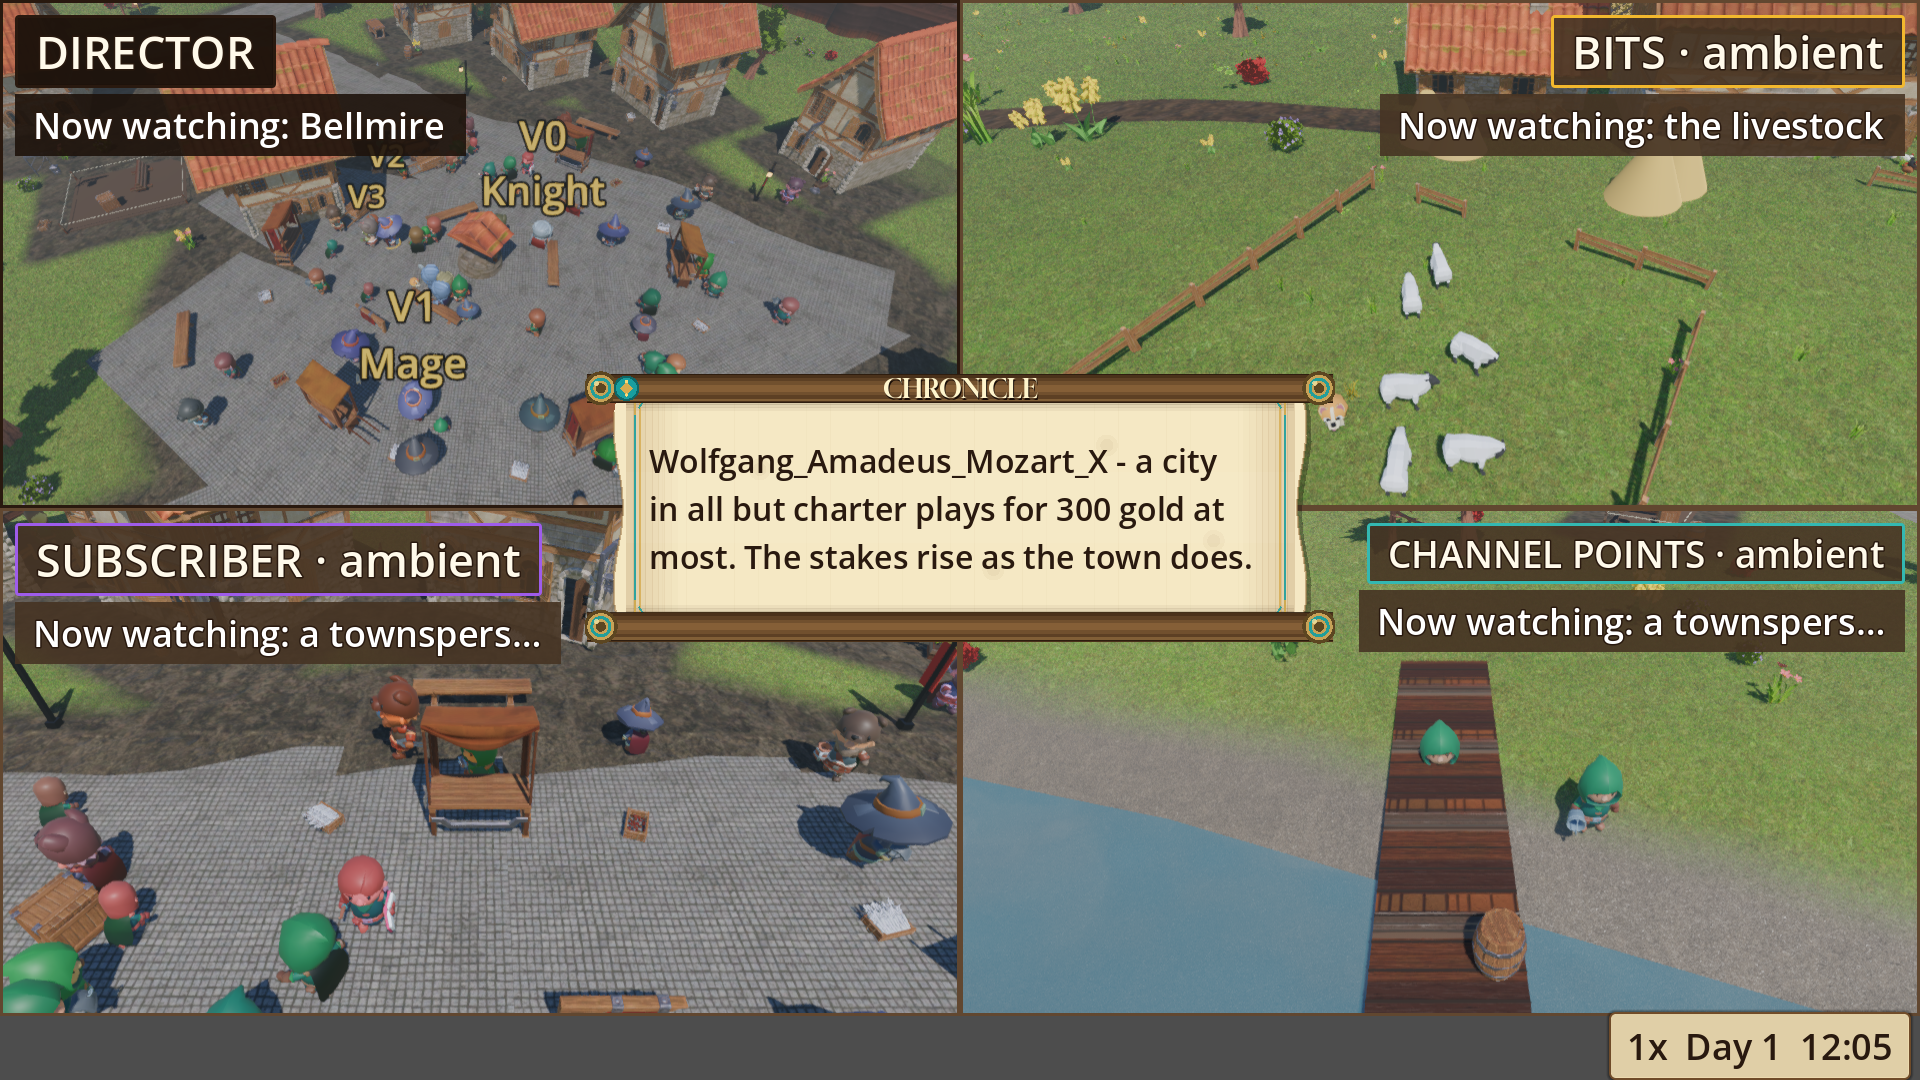 DIRECTOR
Now watching: Bellmire
V2
V3
V0
Knight
V1
Mage
BITS · ambient
Now watching: the livestock
CHRONICLE
Wolfgang_Amadeus_Mozart_X - a city
in all but charter plays for 300 gold at
most. The stakes rise as the town does.
SUBSCRIBER · ambient
Now watching: a townspers...
CHANNEL POINTS · ambient
Now watching: a townspers...
1x Day 1 12:05